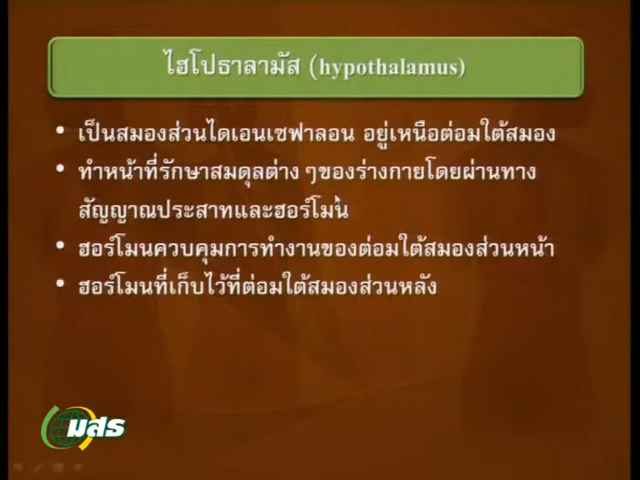 ไฮโปธาลามัส (hypothalamus)
• เป็นสมองส่วนไดเอนเซฟาลอน อยู่เหนือต่อมใต้สมอง
• ทำหน้าที่รักษาสมดุลต่าง ๆของร่างกายโดยผ่านทาง
สัญญาณประสาทและฮอร์โมน
• ฮอร์โมนควบคุมการทำงานของต่อมใต้สมองส่วนหน้า
• ฮอร์โมนที่เก็บไว้ที่ต่อมใต้สมองส่วนหลัง
มสธ